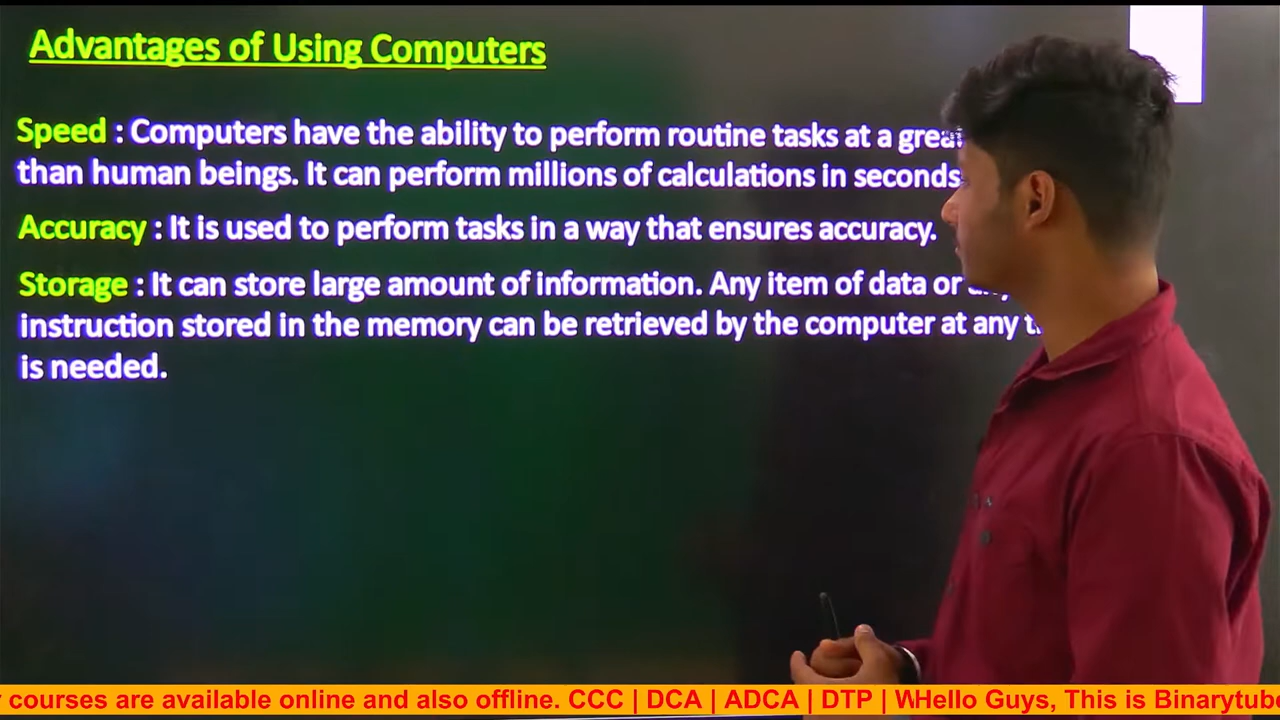 Advantages of Using Computers
Speed : Computers have the ability to perform routine tasks at a
than human beings. It can perform millions of calculations in seconds
Accuracy : It is used to perform tasks in a way that ensures accuracy.
Storage : It can store large amount of information. Any item of data or
instruction stored in the memory can be retrieved by the computer at any
is needed.
courses are available online and also offline. CCC | DCA | ADCA | DTP | Hello Guys, This is